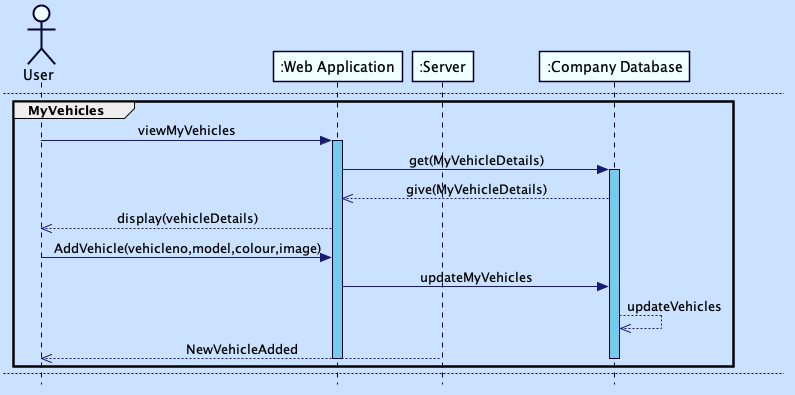 User
:Web Application
:Server
:Company Database
MyVehicles
viewMyVehicles
get(MyVehicleDetails)
give(MyVehicleDetails)
display(vehicleDetails)
AddVehicle(vehicleno,model,colour,image)
updateMyVehicles
updateVehicles
NewVehicleAdded